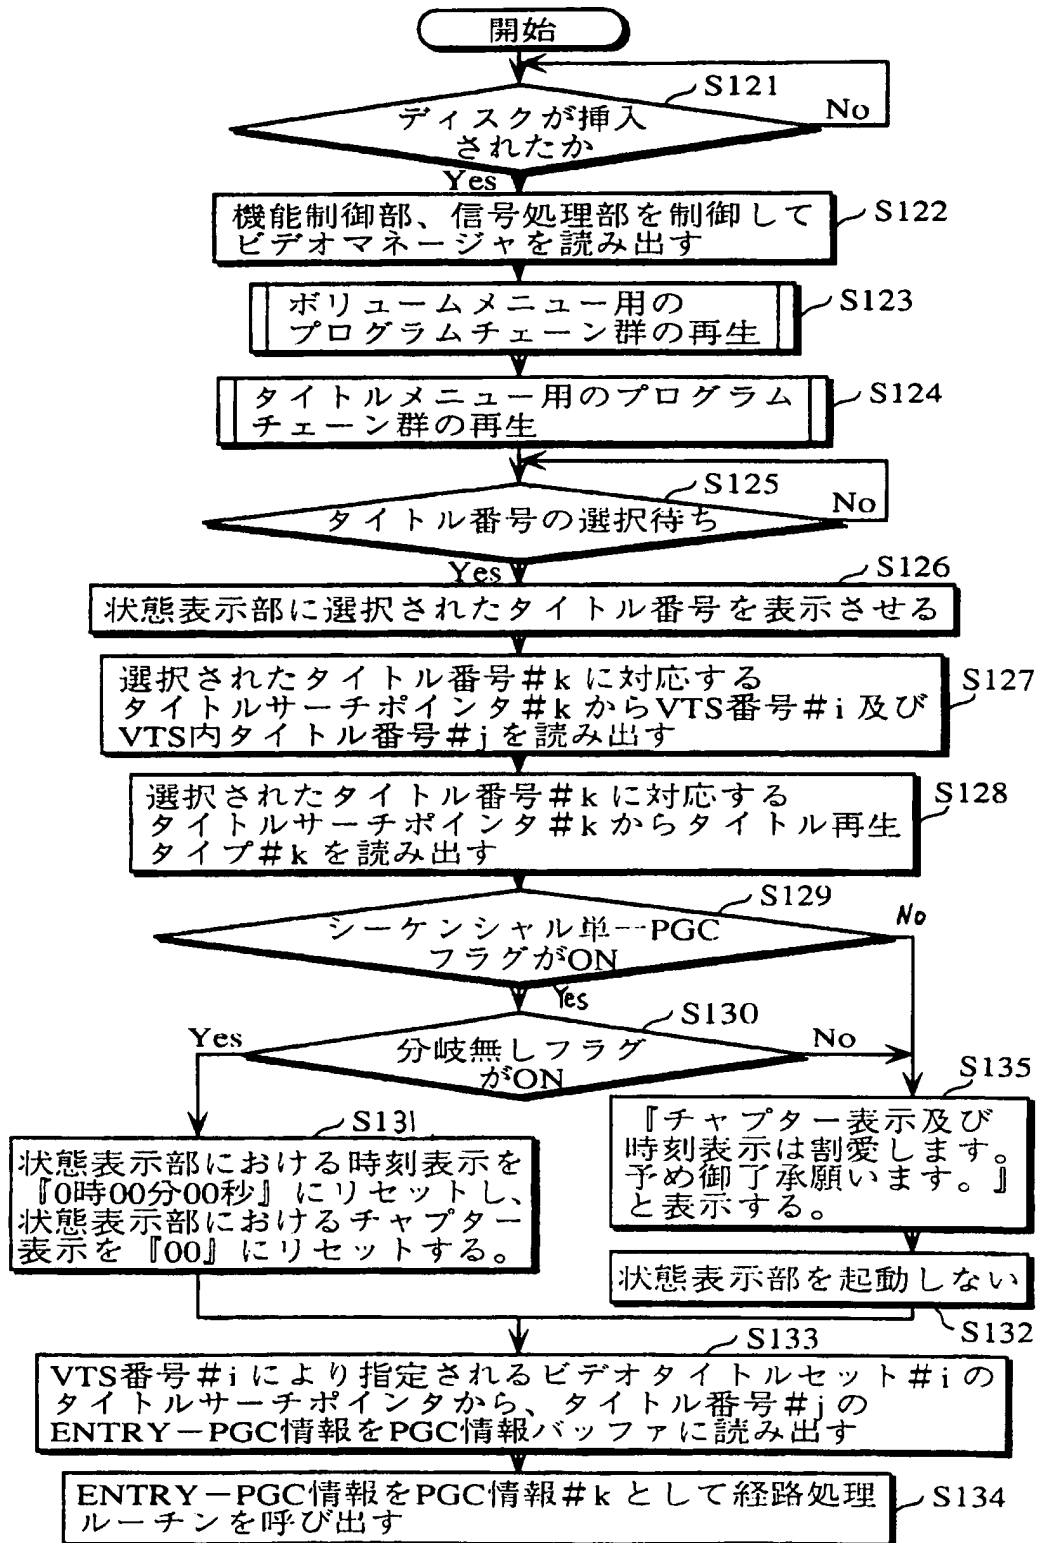 開始
S121
ディスクが挿入
されたか
No
Yes
機能制御部、信号処理部を制御して
ビデオマネージャを読み出す
S122
ボリュームメニュー用の
プログラムチェーン群の再生
S123
タイトルメニュー用のプログラム
チェーン群の再生
S124
S125
タイトル番号の選択待ち
No
Yes
S126
状態表示部に選択されたタイトル番号を表示させる
選択されたタイトル番号#kに対応する
タイトルサーチポインタ#kからVTS番号#i及び
VTS内タイトル番号#jを読み出す
S127
選択されたタイトル番号#kに対応する
タイトルサーチポインタ#kからタイトル再生
タイプ#kを読み出す
S128
S129
シーケンシャル単一PGC
フラグがON
No
Yes
S130
分岐無しフラグ
がON
Yes
No
S131
状態表示部における時刻表示を
『0時00分00秒』にリセットし、
状態表示部におけるチャプター
表示を『00』にリセットする。
S135
『チャプター表示及び
時刻表示は割愛します。
予め御了承願います。』
と表示する。
状態表示部を起動しない
S132
S133
VTS番号#iにより指定されるビデオタイトルセット#iの
タイトルサーチポインタから、タイトル番号#jの
ENTRY－PGC情報をPGC情報バッファに読み出す
ENTRY－PGC情報をPGC情報#kとして経路処理
ルーチンを呼び出す
S134